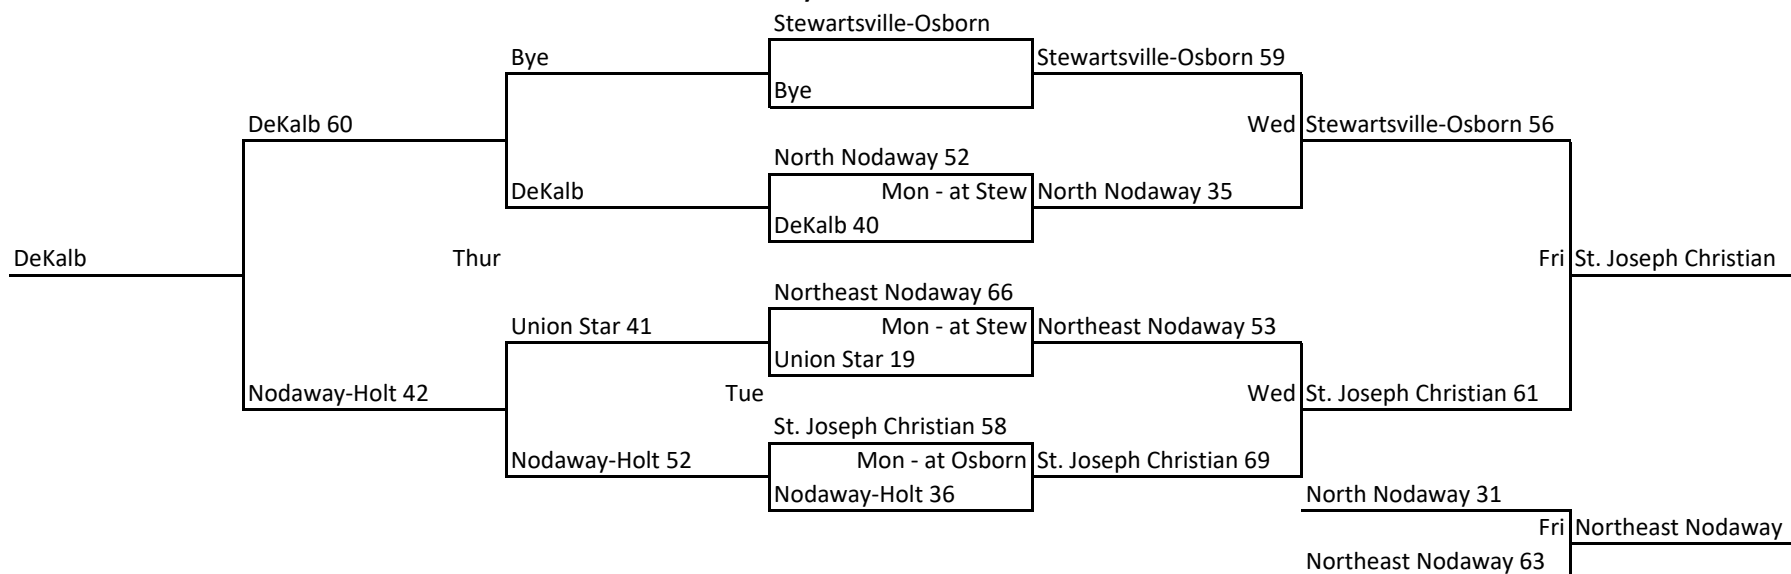 Stewartsville-Osborn
Bye
Stewartsville-Osborn 59
Bye
DeKalb 60
Wed
Stewartsville-Osborn 56
North Nodaway 52
DeKalb
Mon - at Stew
North Nodaway 35
DeKalb 40
DeKalb
Thur
Fri
St. Joseph Christian
Northeast Nodaway 66
Union Star 41
Mon - at Stew
Northeast Nodaway 53
Union Star 19
Nodaway-Holt 42
Tue
Wed
St. Joseph Christian 61
St. Joseph Christian 58
Nodaway-Holt 52
Mon - at Osborn
St. Joseph Christian 69
Nodaway-Holt 36
North Nodaway 31
Fri
Northeast Nodaway
Northeast Nodaway 63